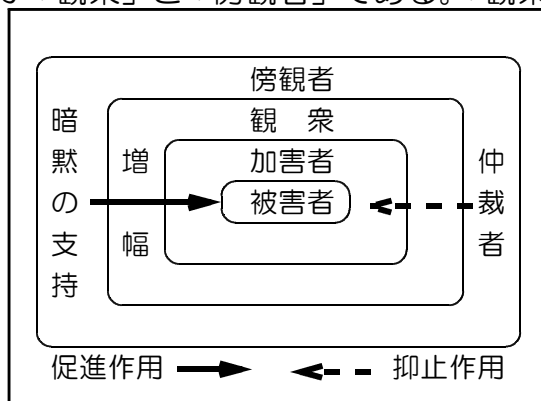 「観衆」と「傍観者」である。「観衆
傍観者
観 衆
加害者
被害者
暗黙の支持
増幅
仲裁者
促進作用
抑止作用